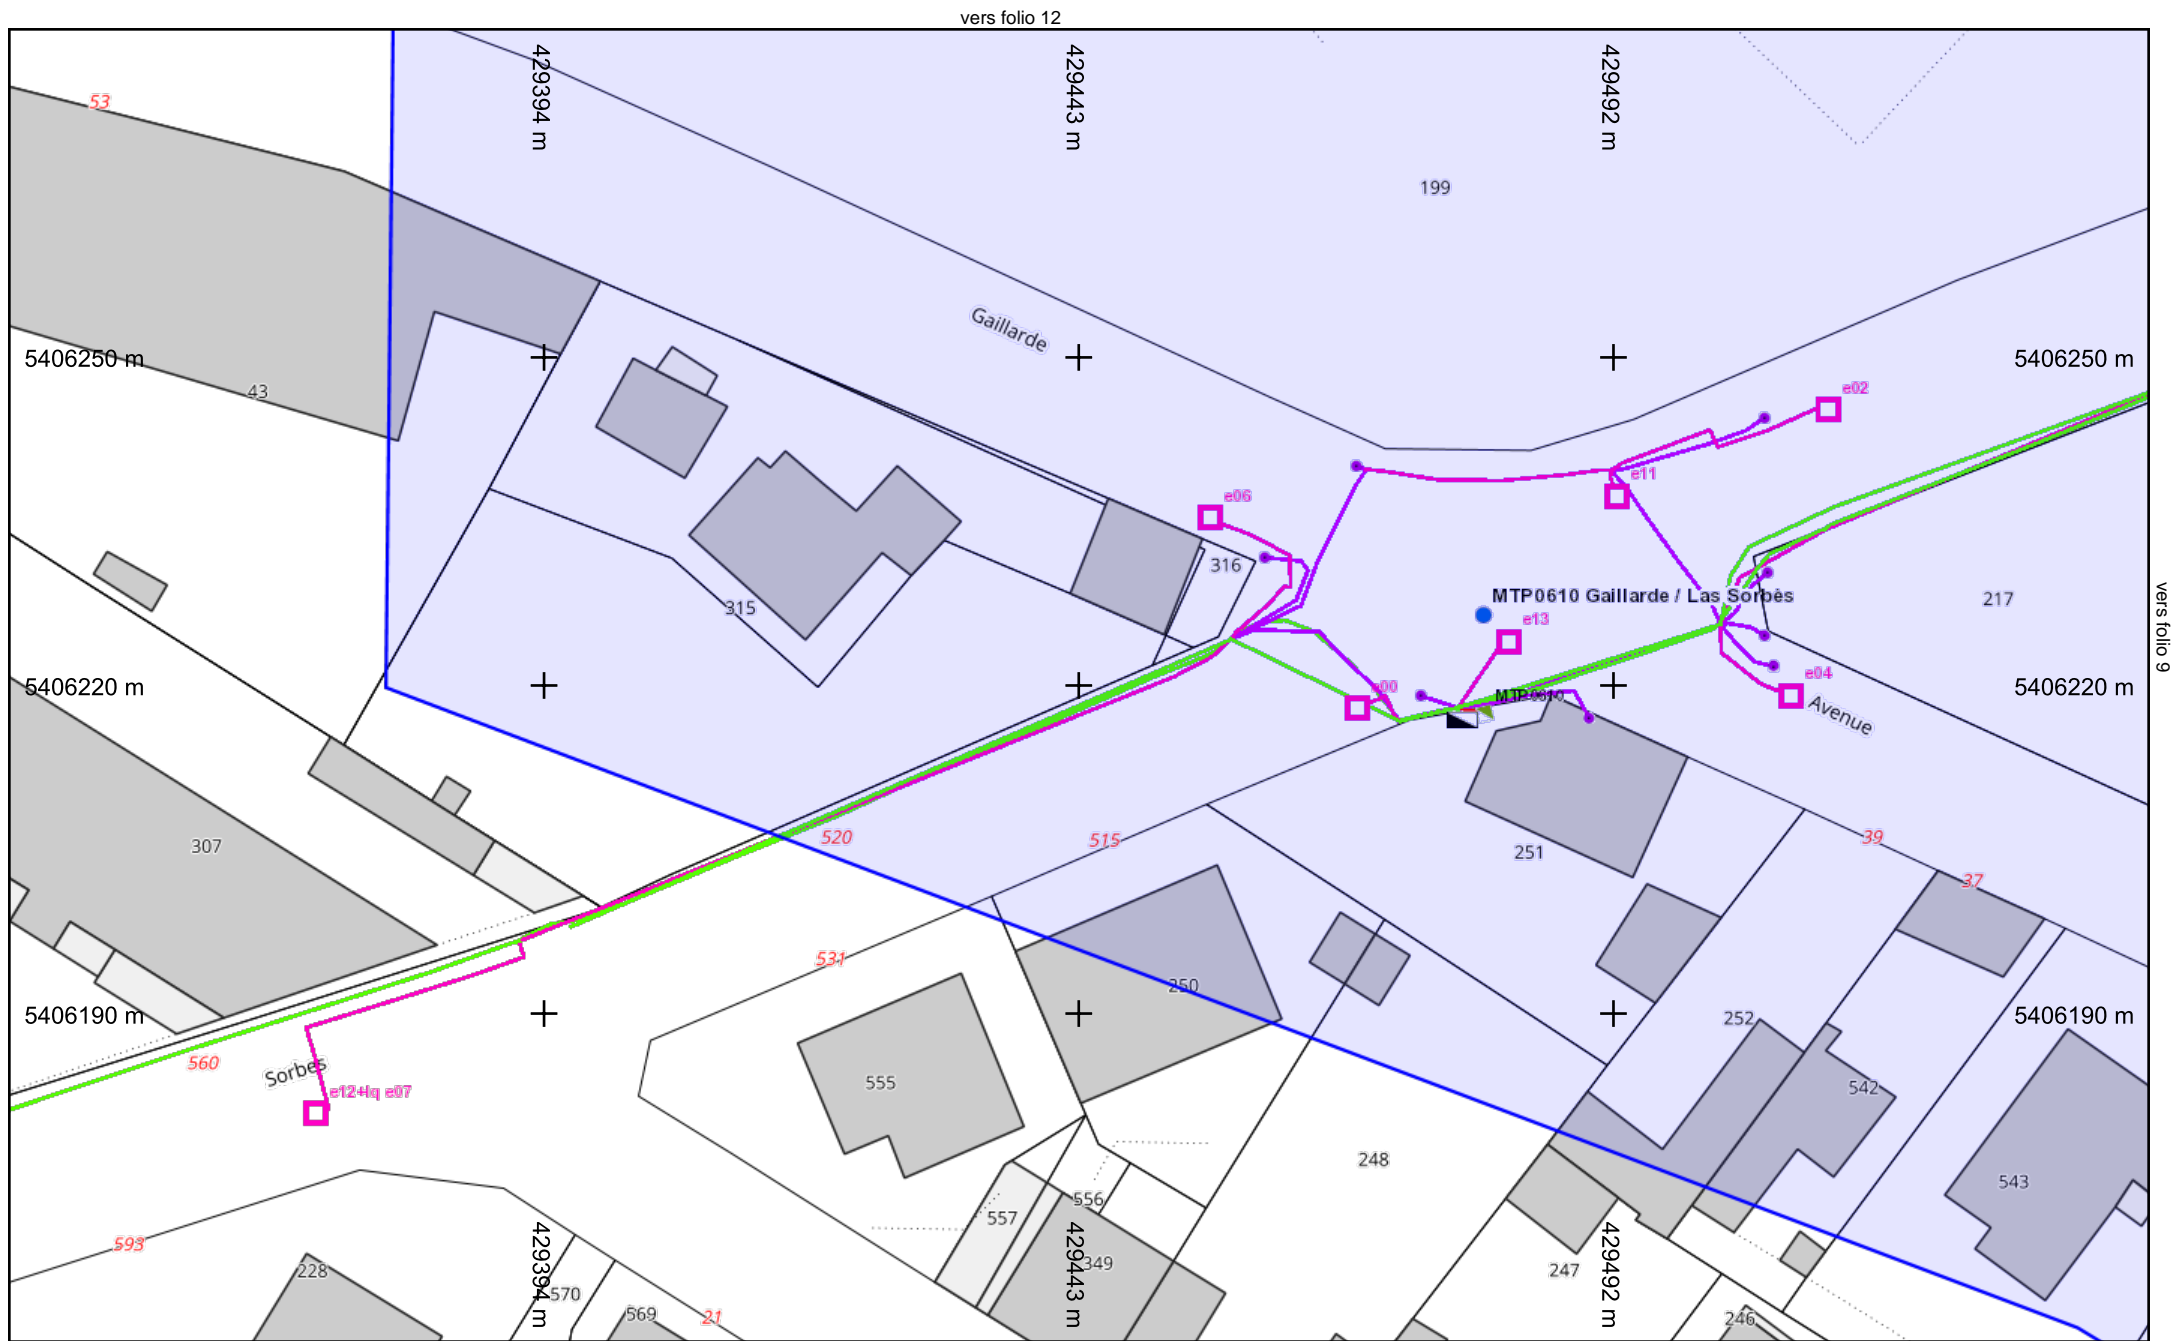 vers folio 12
429394 m
429443 m
429492 m
53
199
Gaillarde
5406250 m
5406250 m
43
e02
e11
e06
316
315
MTP0610 Gaillarde / Las Sorbès
217
e13
vers folio 9
5406220 m
e00
MTP0610
e04
5406220 m
Avenue
520
515
39
307
251
37
531
250
5406190 m
252
5406190 m
560
Sorbes
555
542
e12+lq e07
248
543
556
557
593
228
349
247
429394 m
429443 m
429492 m
570
569
21
246